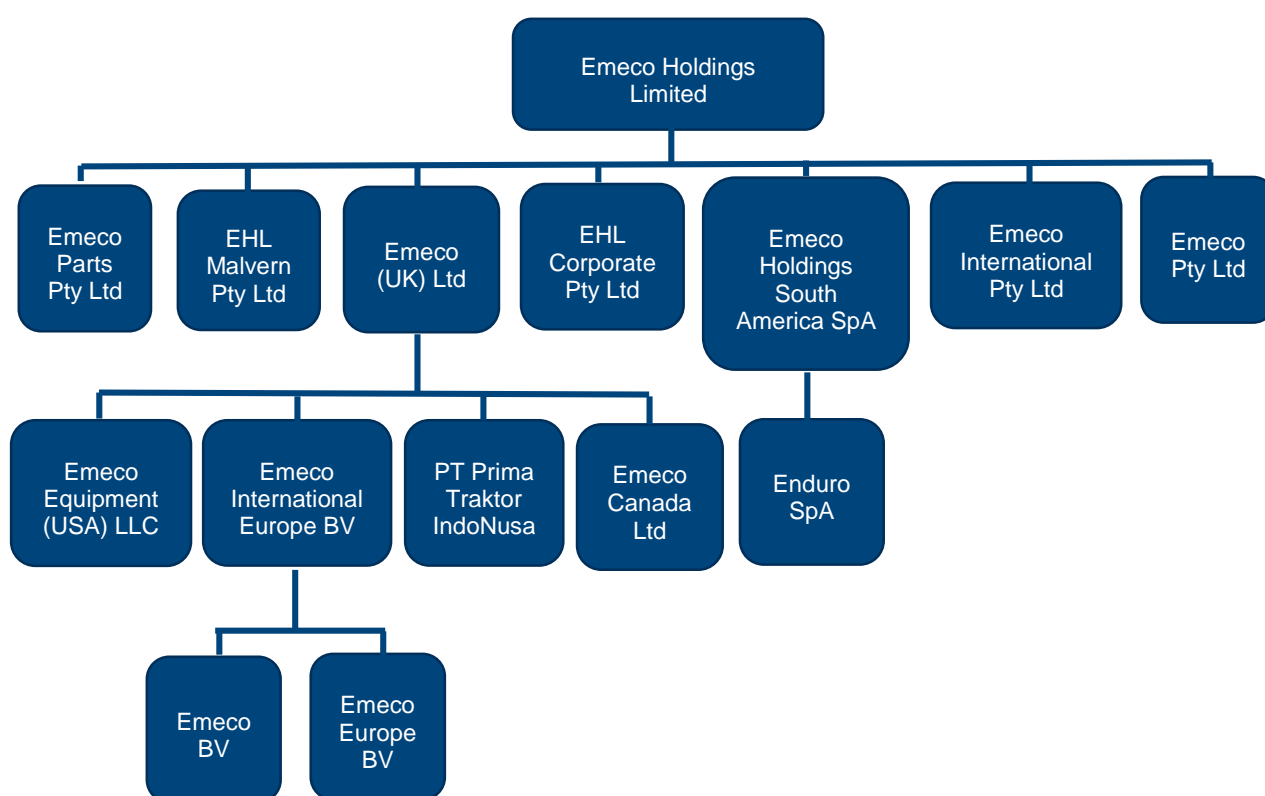 Emeco Holdings
Limited
Emeco
Parts
Pty Ltd
EHL
Malvern
Pty Ltd
Emeco
(UK) Ltd
EHL
Corporate
Pty Ltd
Emeco
Holdings
South
America SpA
Emeco
International
Pty Ltd
Emeco
Pty Ltd
Emeco
Equipment
(USA) LLC
Emeco
International
Europe BV
PT Prima
Traktor
IndoNusa
Emeco
Canada
Ltd
Enduro
SpA
Emeco
BV
Emeco
Europe
BV